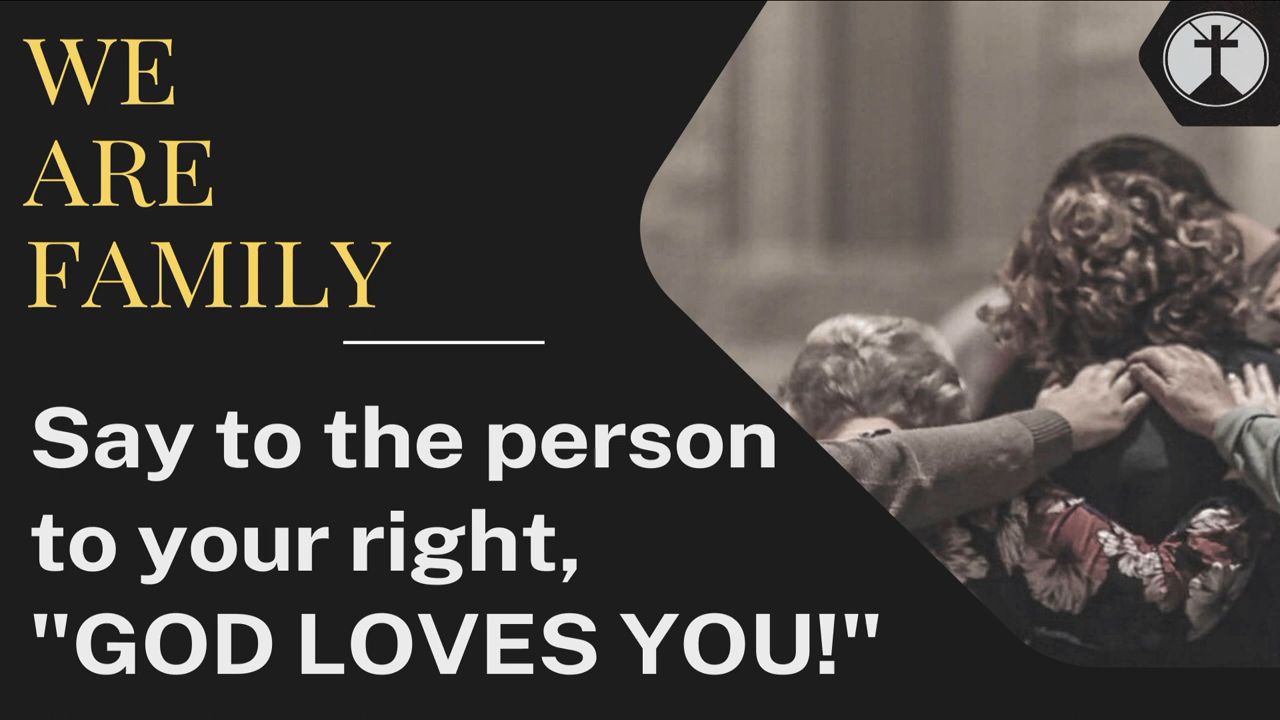 WE
ARE
FAMILY
Say to the person
to your right,
"GOD LOVES YOU!"